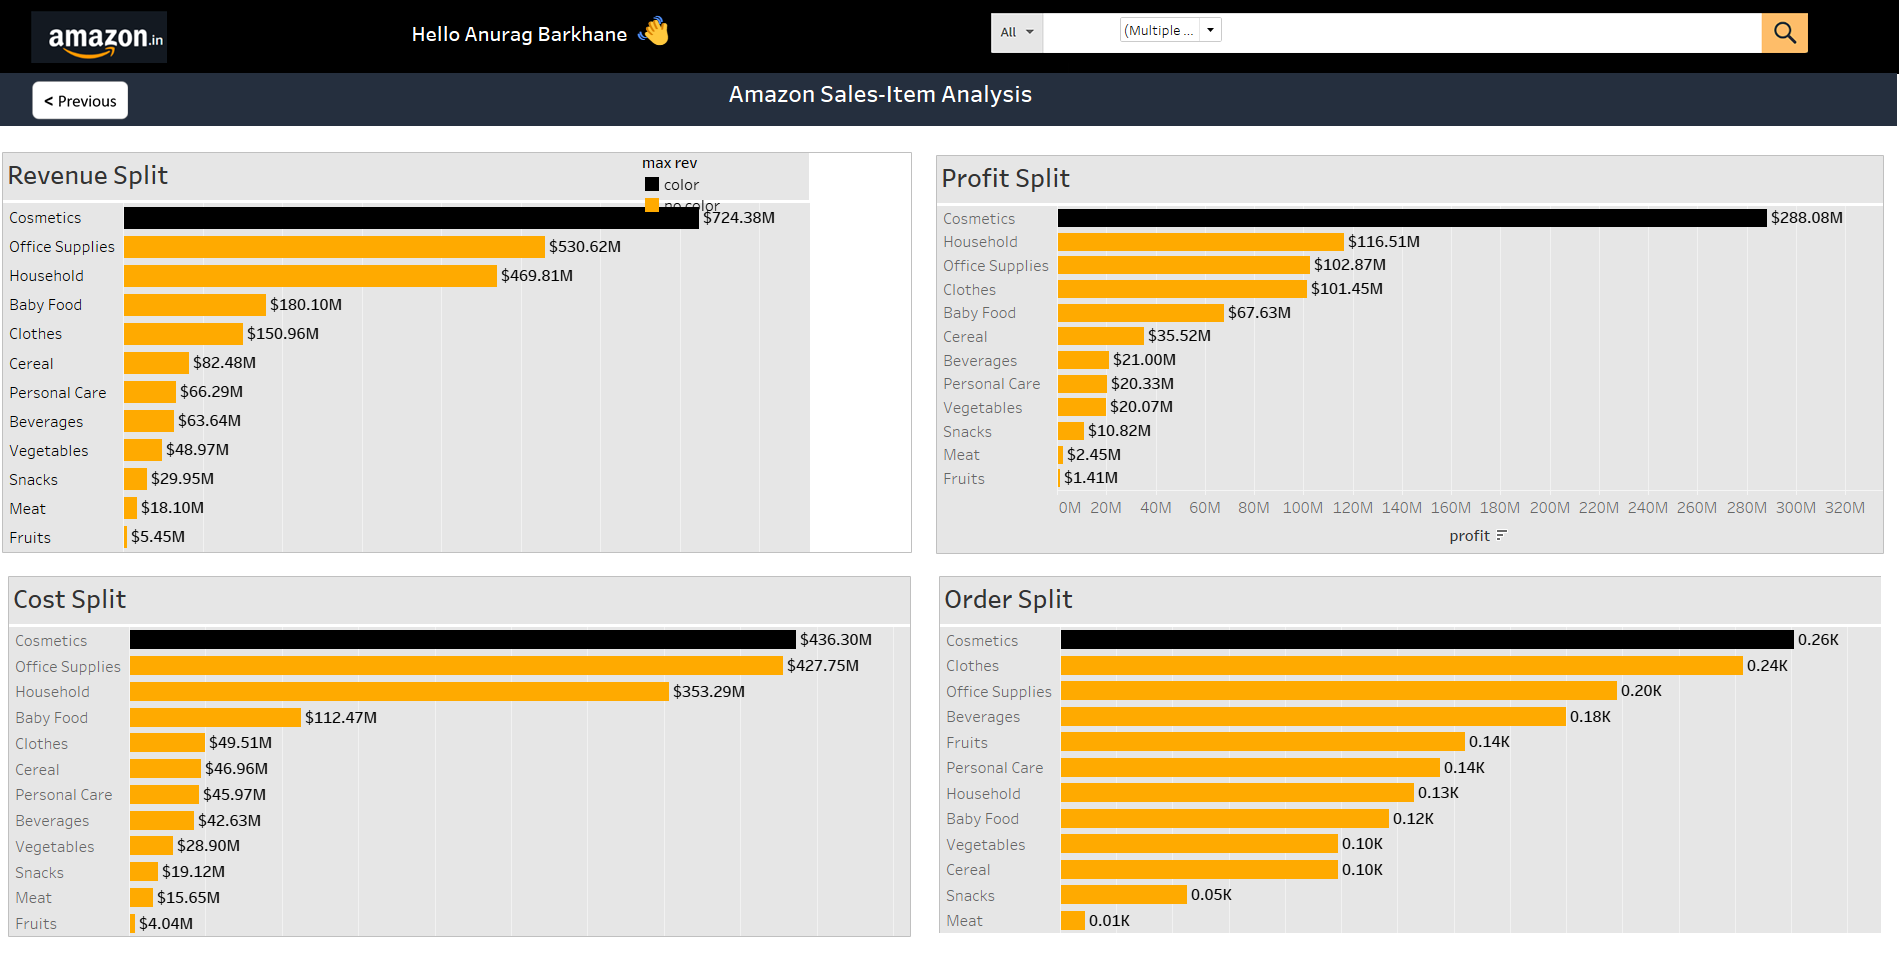 amazon.in
Hello Anurag Barkhane
All
(Multiple ...
< Previous
Amazon Sales-Item Analysis
Revenue Split
max rev
color
no color
Cosmetics $724.38M
Office Supplies $530.62M
Household $469.81M
Baby Food $180.10M
Clothes $150.96M
Cereal $82.48M
Personal Care $66.29M
Beverages $63.64M
Vegetables $48.97M
Snacks $29.95M
Meat $18.10M
Fruits $5.45M
Profit Split
Cosmetics $288.08M
Household $116.51M
Office Supplies $102.87M
Clothes $101.45M
Baby Food $67.63M
Cereal $35.52M
Beverages $21.00M
Personal Care $20.33M
Vegetables $20.07M
Snacks $10.82M
Meat $2.45M
Fruits $1.41M
0M 20M 40M 60M 80M 100M 120M 140M 160M 180M 200M 220M 240M 260M 280M 300M 320M
profit
Cost Split
Cosmetics $436.30M
Office Supplies $427.75M
Household $353.29M
Baby Food $112.47M
Clothes $49.51M
Cereal $46.96M
Personal Care $45.97M
Beverages $42.63M
Vegetables $28.90M
Snacks $19.12M
Meat $15.65M
Fruits $4.04M
Order Split
Cosmetics 0.26K
Clothes 0.24K
Office Supplies 0.20K
Beverages 0.18K
Fruits 0.14K
Personal Care 0.14K
Household 0.13K
Baby Food 0.12K
Vegetables 0.10K
Cereal 0.10K
Snacks 0.05K
Meat 0.01K